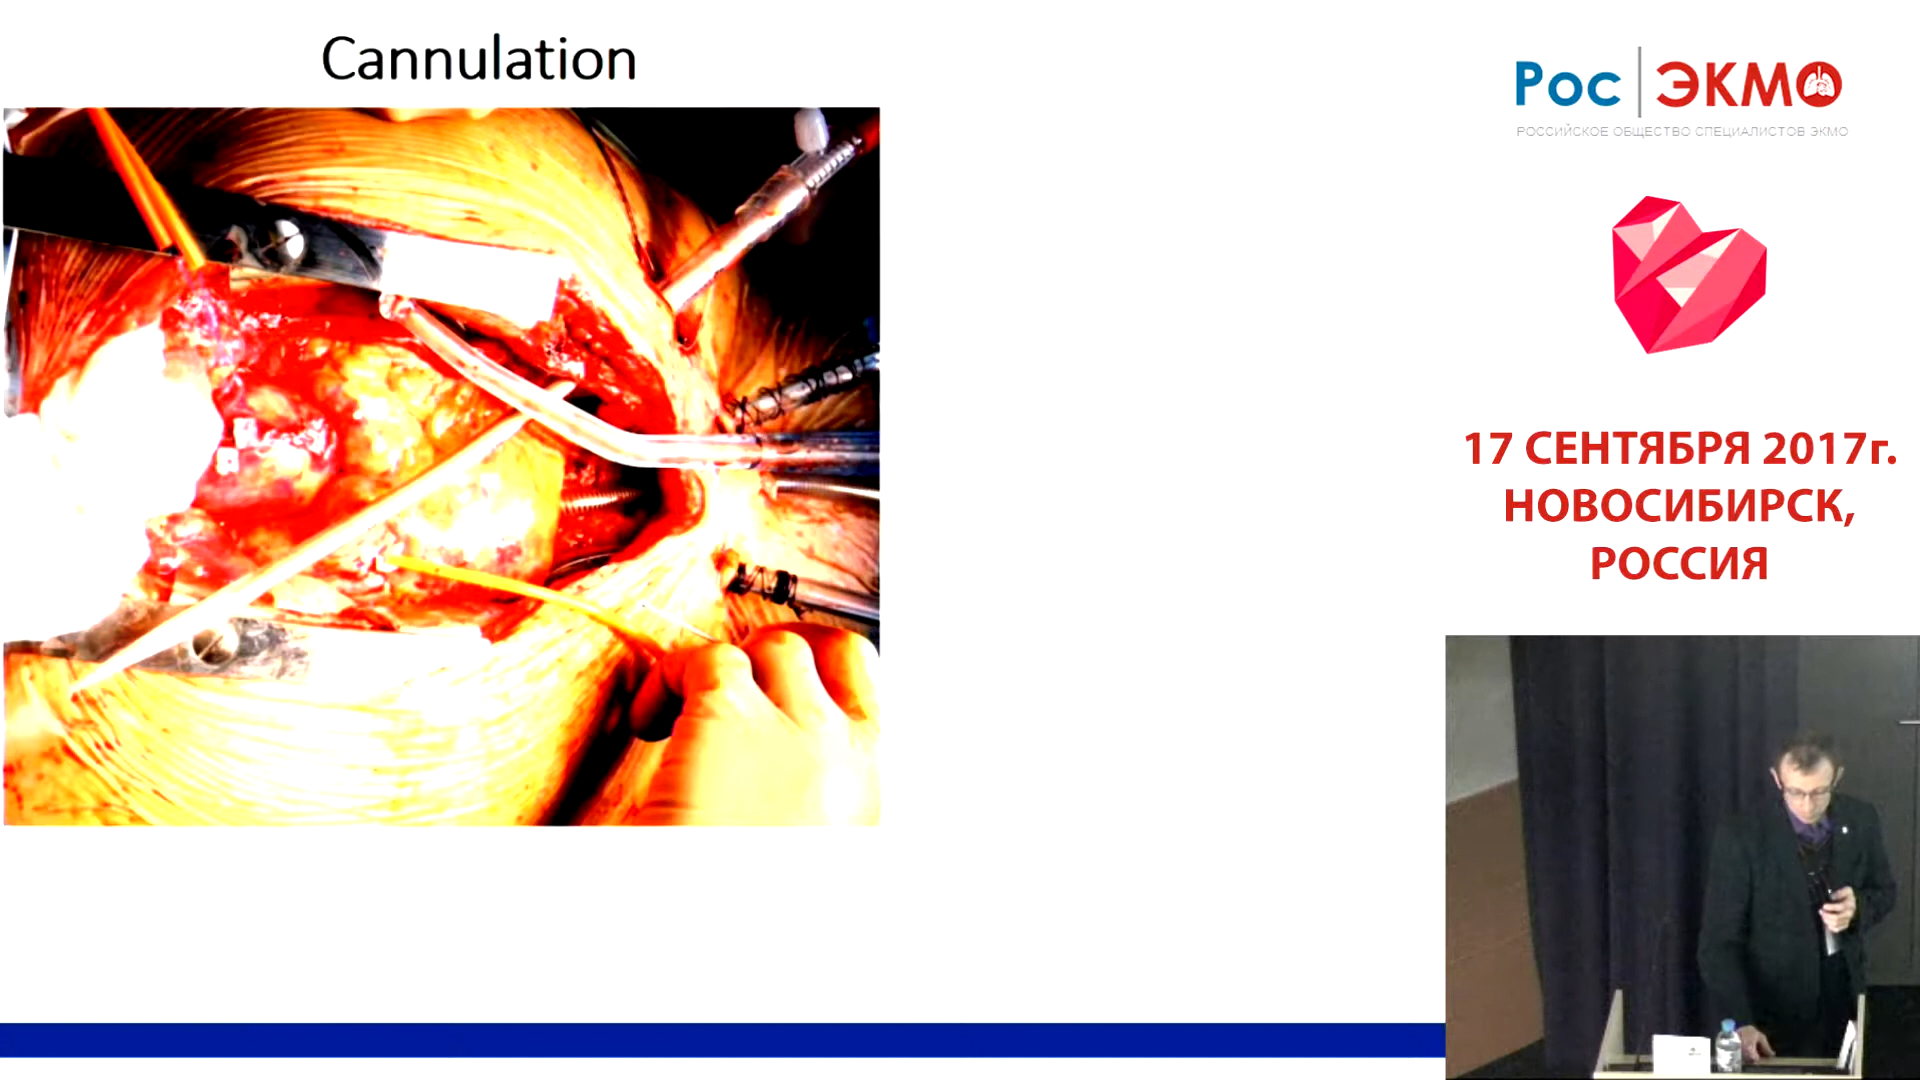 Cannulation
Рос ЭКМО
РОССИЙСКОЕ ОБЩЕСТВО СПЕЦИАЛИСТОВ ЭКМО
17 СЕНТЯБРЯ 2017г.
НОВОСИБИРСК,
РОССИЯ